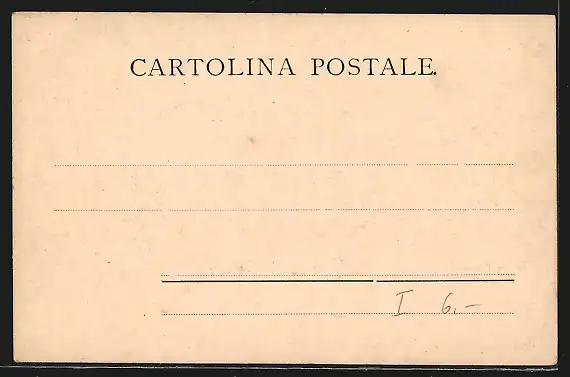 CARTOLINA POSTALE.
I 6.-